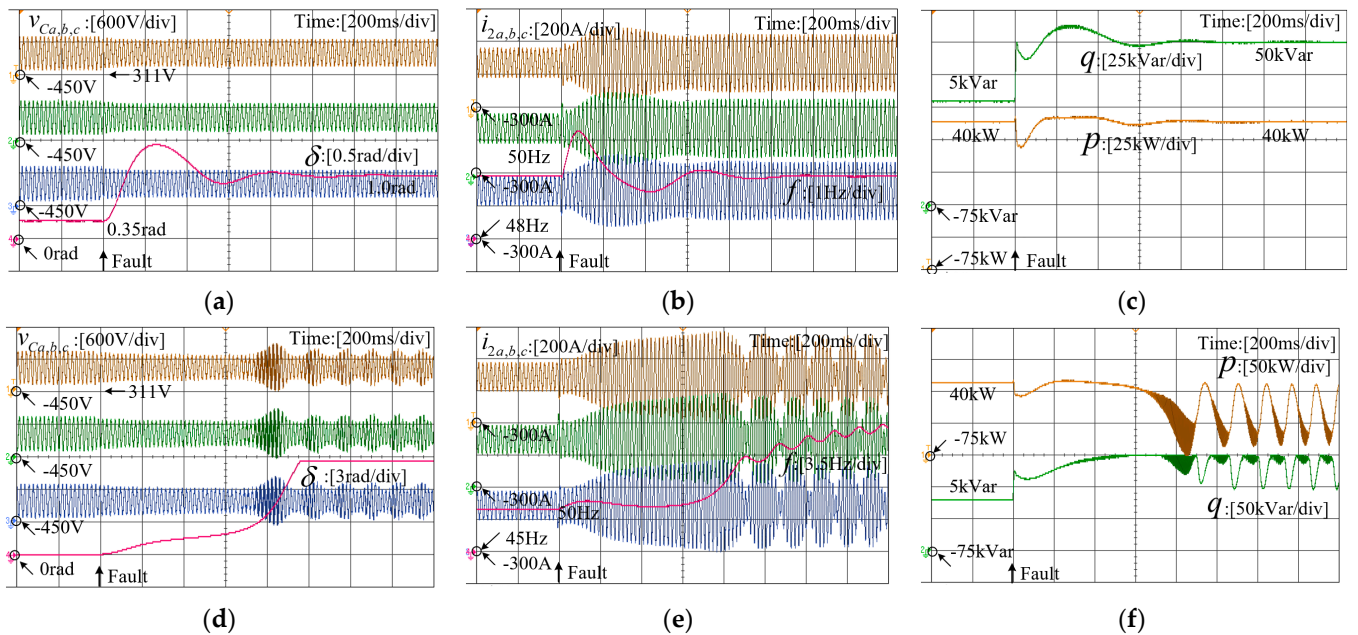 v_Ca,b,c:[600V/div]
Time:[200ms/div]
-450V
311V
-450V
δ:[0.5rad/div]
1.0rad
-450V
0.35rad
0rad
Fault
(a)
i_2a,b,c:[200A/div]
Time:[200ms/div]
-300A
50Hz
-300A
f:[1Hz/div]
48Hz
-300A
Fault
(b)
Time:[200ms/div]
q:[25kVar/div]
50kVar
5kVar
40kW
p:[25kW/div]
40kW
-75kVar
-75kW
Fault
(c)
v_Ca,b,c:[600V/div]
Time:[200ms/div]
-450V
311V
-450V
δ:[3rad/div]
-450V
0rad
Fault
(d)
i_2a,b,c:[200A/div]
Time:[200ms/div]
-300A
f:[3.5Hz/div]
-300A
50Hz
45Hz
-300A
Fault
(e)
Time:[200ms/div]
p:[50kW/div]
40kW
-75kW
5kVar
q:[50kVar/div]
-75kVar
Fault
(f)